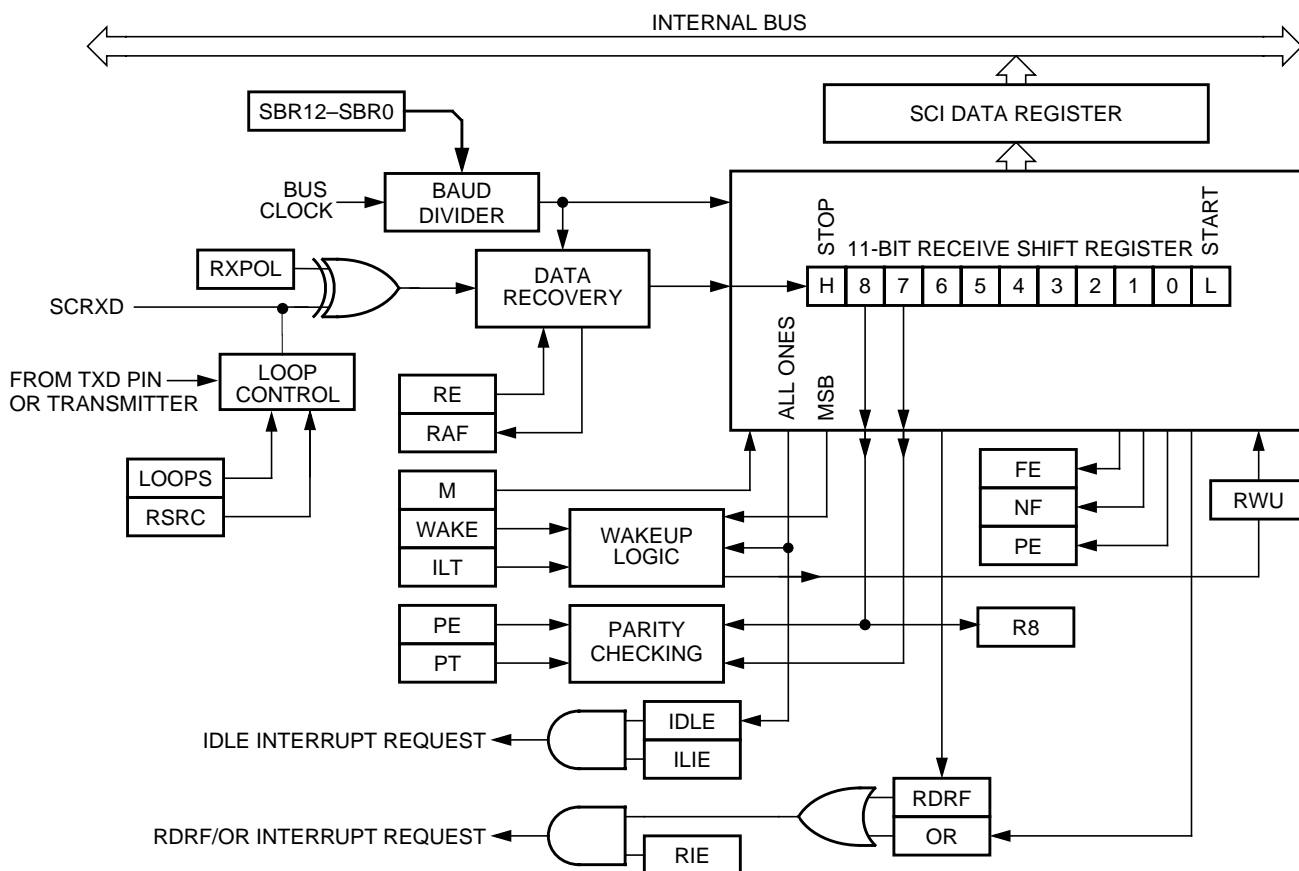 INTERNAL BUS
SBR12–SBR0
SCI DATA REGISTER
BUS
CLOCK
BAUD
DIVIDER
STOP
START
11-BIT RECEIVE SHIFT REGISTER
RXPOL
DATA
RECOVERY
H 8 7 6 5 4 3 2 1 0 L
SCRXD
ALL ONES
MSB
FROM TXD PIN
OR TRANSMITTER
LOOP
CONTROL
RE
RAF
LOOPS
RSRC
M
WAKE
ILT
WAKEUP
LOGIC
FE
NF
PE
RWU
PE
PT
PARITY
CHECKING
R8
IDLE INTERRUPT REQUEST
IDLE
ILIE
RDRF/OR INTERRUPT REQUEST
RIE
RDRF
OR